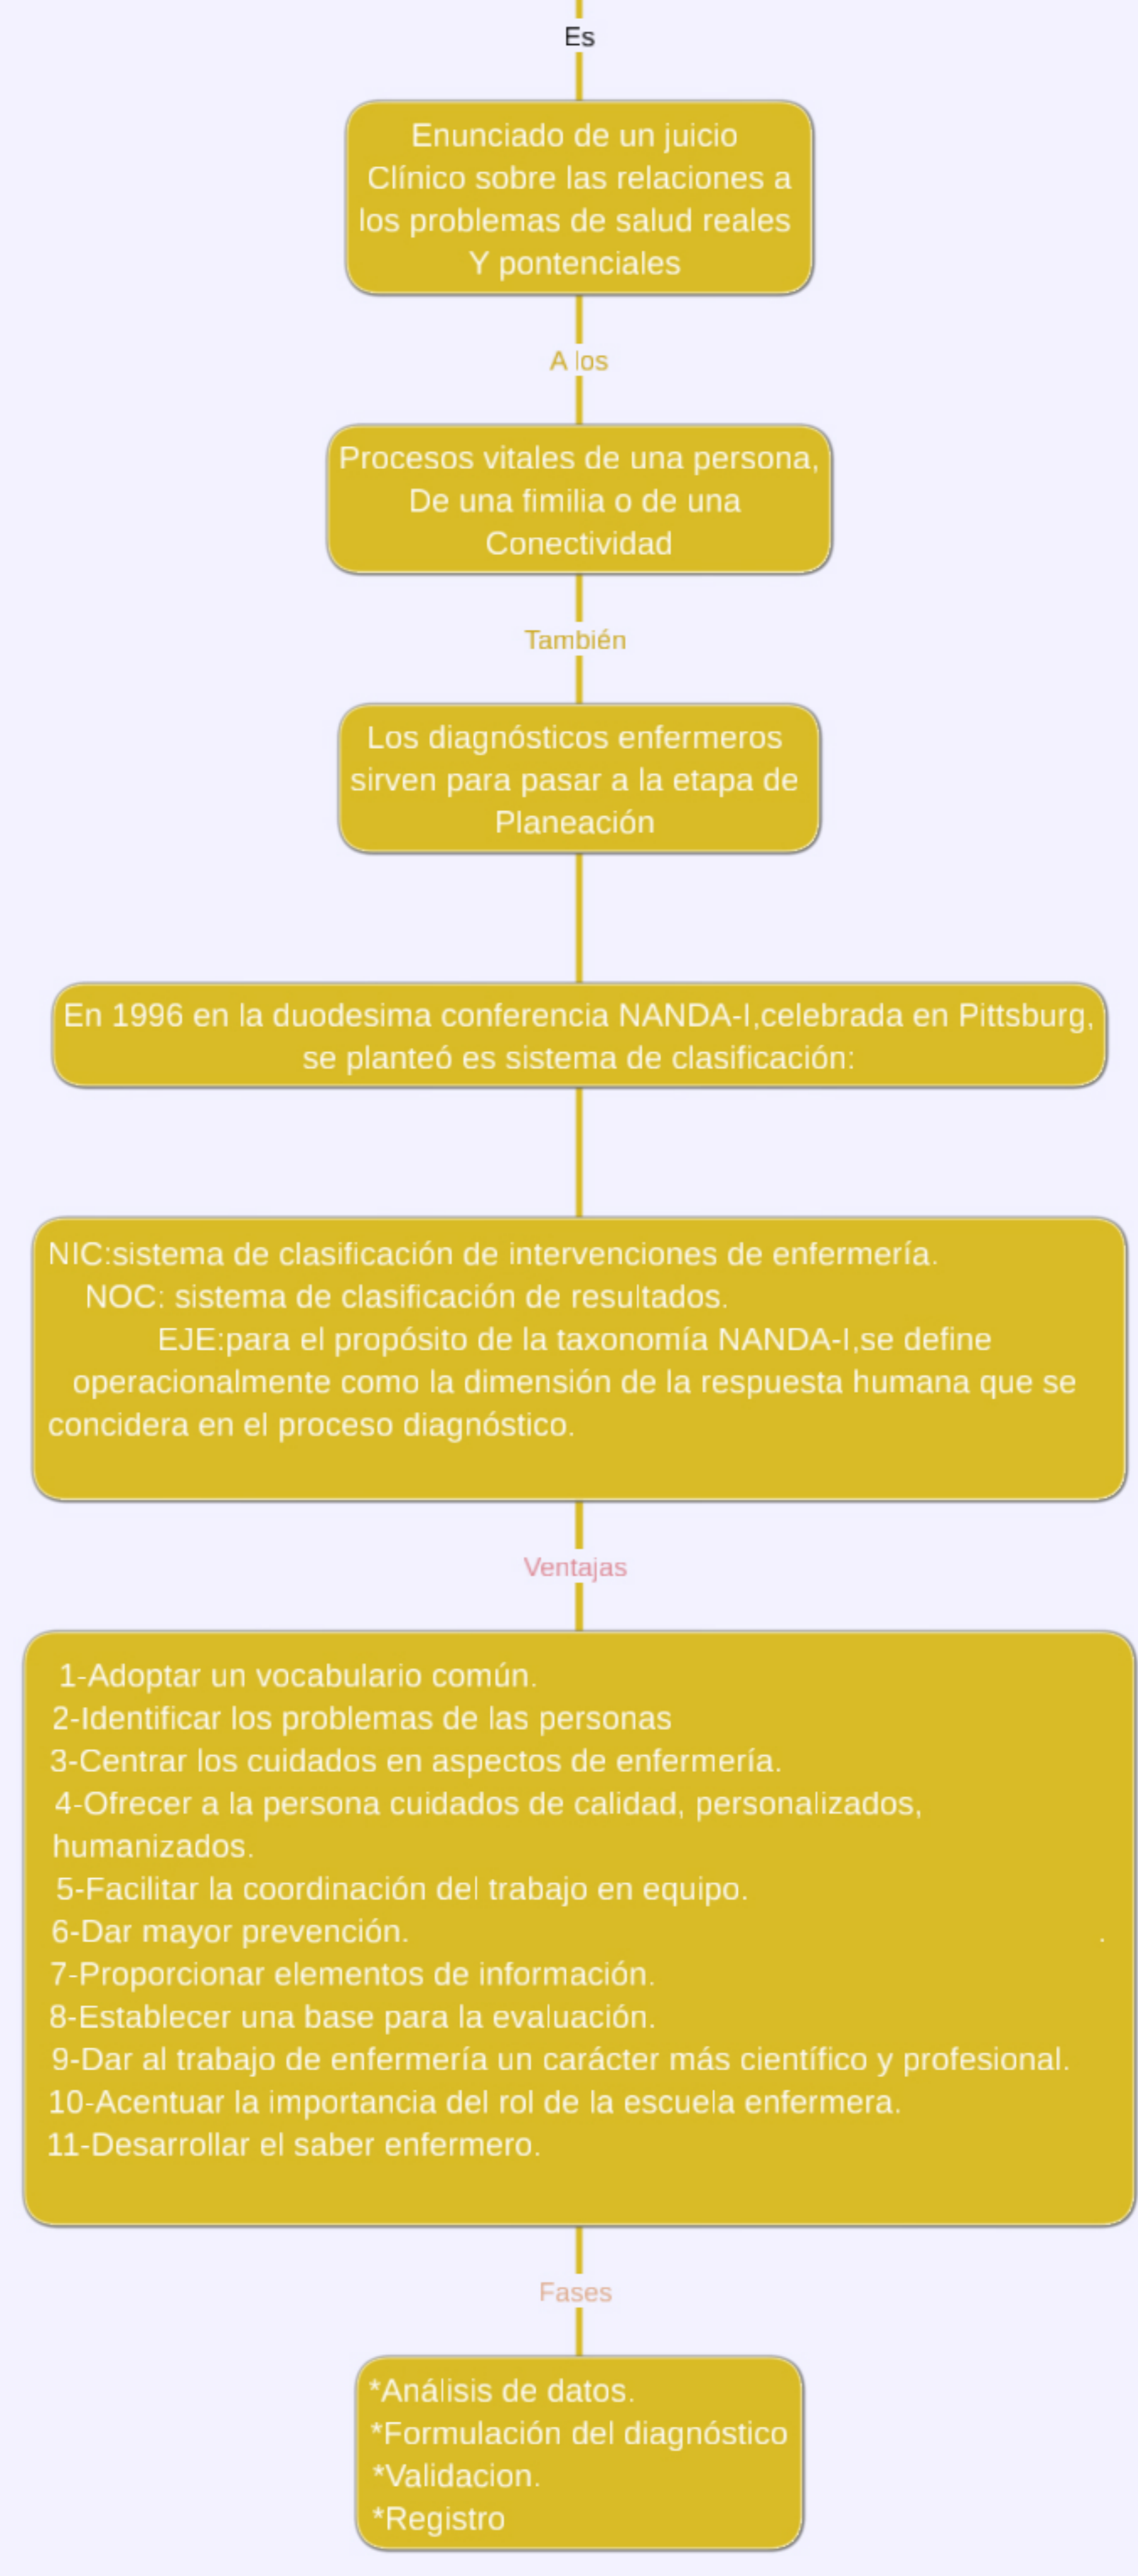 Es
Enunciado de un juicio
Clínico sobre las relaciones a
los problemas de salud reales
Y pontenciales
A los
Procesos vitales de una persona,
De una fimilia o de una
Conectividad
También
Los diagnósticos enfermeros
sirven para pasar a la etapa de
Planeación
En 1996 en la duodesima conferencia NANDA-I,celebrada en Pittsburg,
se planteó es sistema de clasificación:
NIC:sistema de clasificación de intervenciones de enfermería.
NOC: sistema de clasificación de resultados.
EJE:para el propósito de la taxonomía NANDA-I,se define
operacionalmente como la dimensión de la respuesta humana que se
concidera en el proceso diagnóstico.
Ventajas
1-Adoptar un vocabulario común.
2-Identificar los problemas de las personas
3-Centrar los cuidados en aspectos de enfermería.
4-Ofrecer a la persona cuidados de calidad, personalizados,
humanizados.
5-Facilitar la coordinación del trabajo en equipo.
6-Dar mayor prevención. .
7-Proporcionar elementos de información.
8-Establecer una base para la evaluación.
9-Dar al trabajo de enfermería un carácter más científico y profesional.
10-Acentuar la importancia del rol de la escuela enfermera.
11-Desarrollar el saber enfermero.
Fases
*Análisis de datos.
*Formulación del diagnóstico
*Validacion.
*Registro